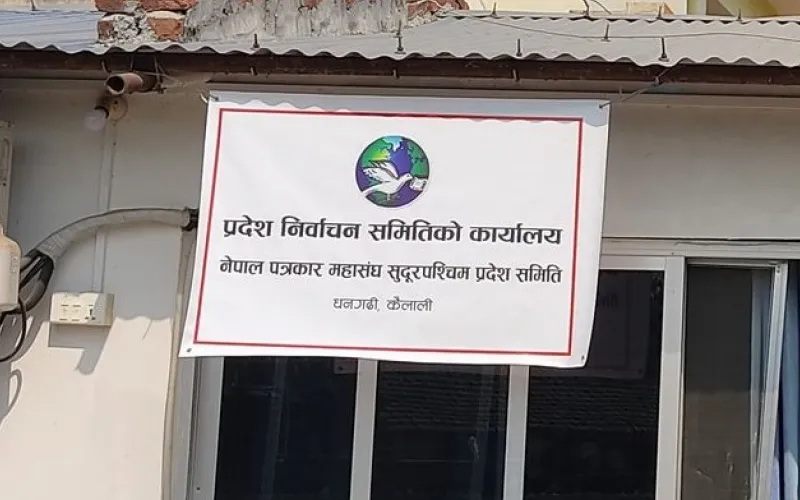 प्रदेश निर्वाचन समितिको कार्यालय
नेपाल पत्रकार महासंघ सुदूरपश्चिम प्रदेश समिति
धनगढी, कैलाली